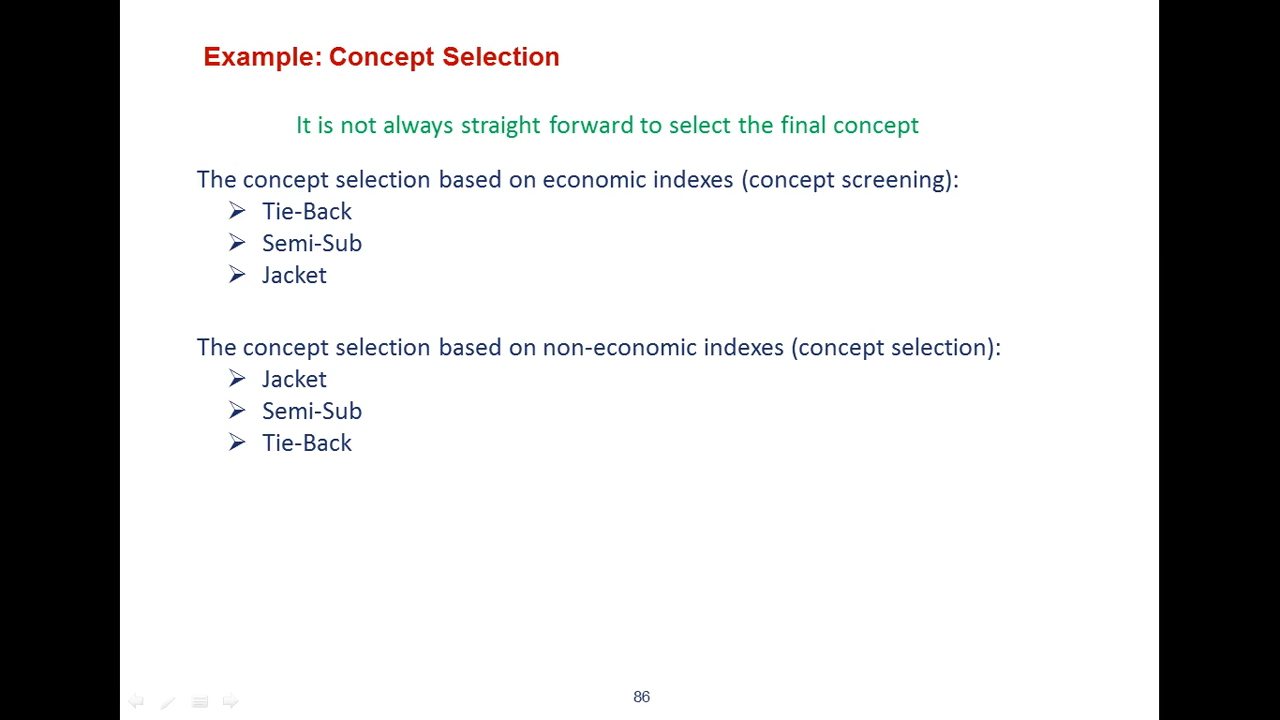 Example: Concept Selection
It is not always straight forward to select the final concept
The concept selection based on economic indexes (concept screening):
Tie-Back
Semi-Sub
Jacket
The concept selection based on non-economic indexes (concept selection):
Jacket
Semi-Sub
Tie-Back
86